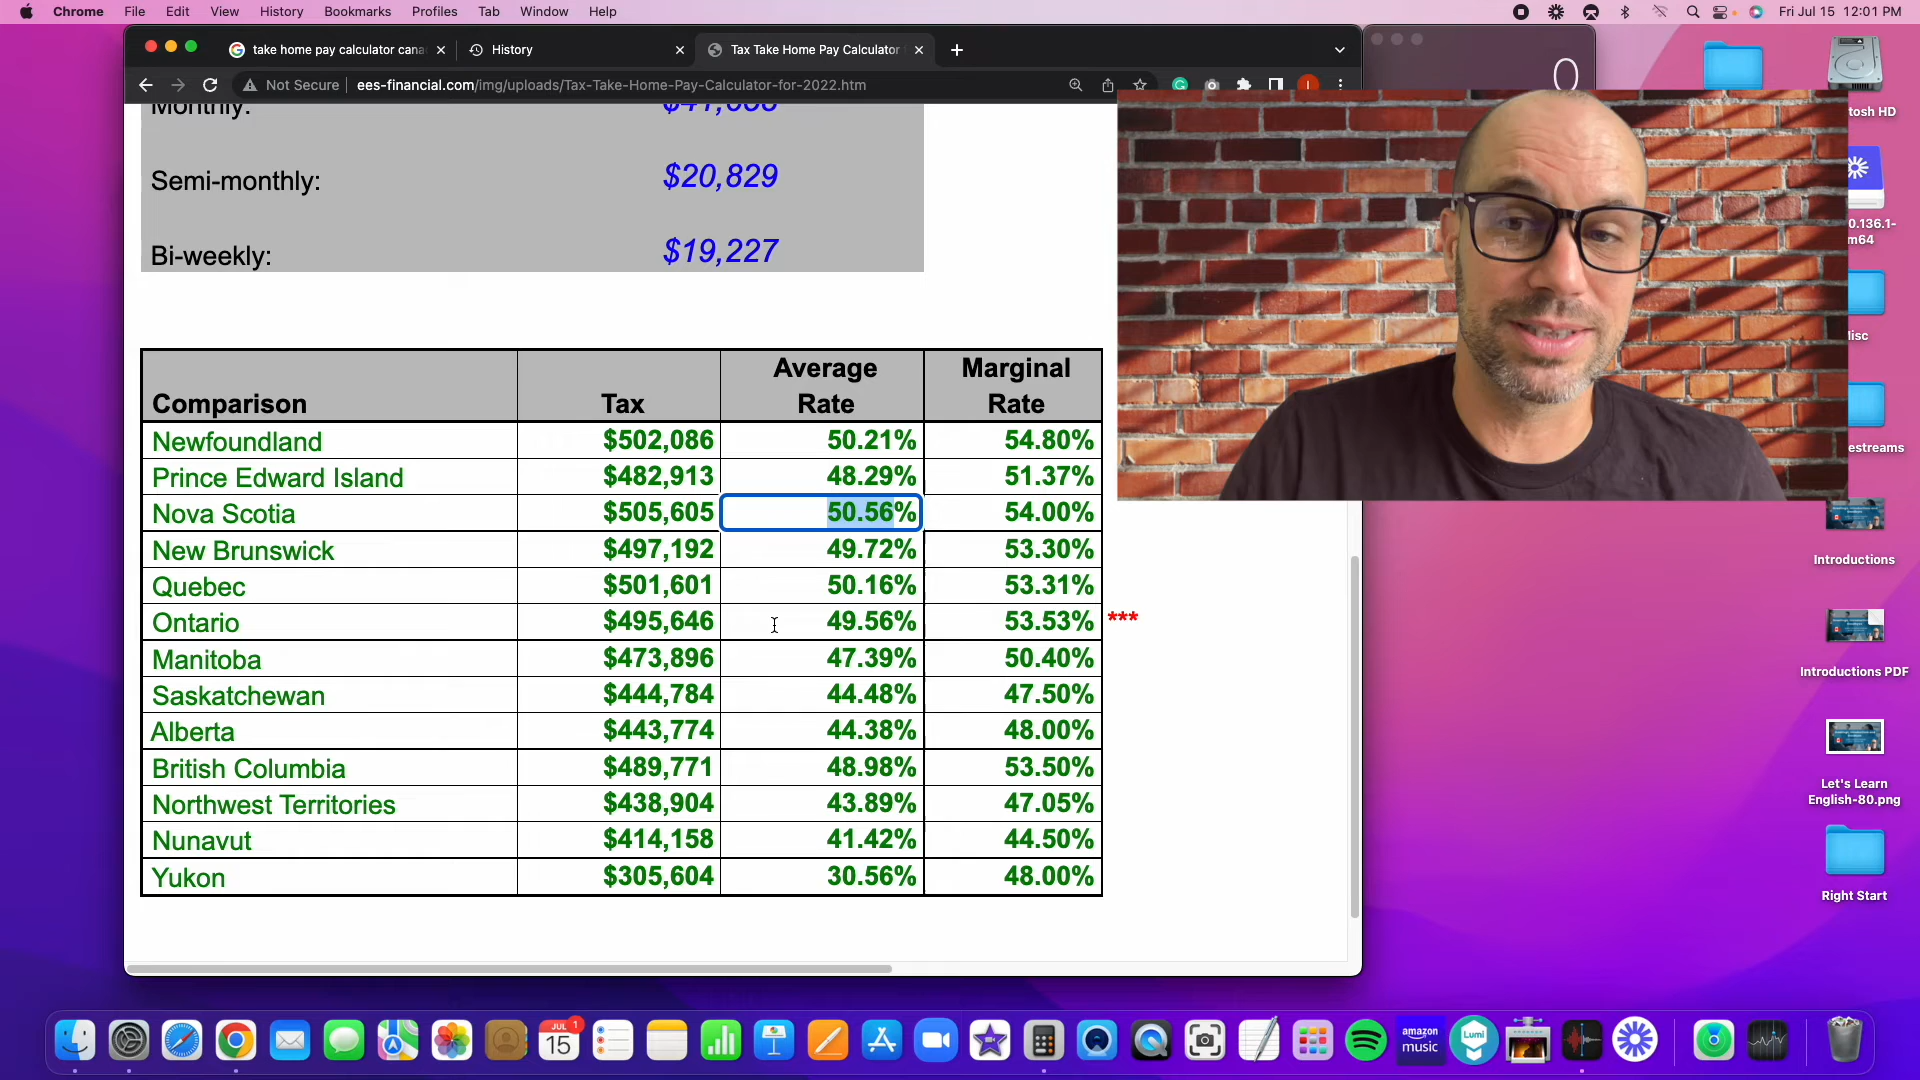 Chrome File Edit View History Bookmarks Profiles Tab Window Help Fri Jul 15 12:01 PM
take home pay calculator cana History Tax Take Home Pay Calculator
Not Secure ees-financial.com/img/uploads/Tax-Take-Home-Pay-Calculator-for-2022.htm
0
tosh HD
Monthly:
Semi-monthly: $20,829
Bi-weekly: $19,227
0.136.1-
m64
lisc
estreams
Comparison Tax Average Rate Marginal Rate
Newfoundland $502,086 50.21% 54.80%
Prince Edward Island $482,913 48.29% 51.37%
Nova Scotia $505,605 50.56% 54.00%
New Brunswick $497,192 49.72% 53.30%
Quebec $501,601 50.16% 53.31%
Ontario $495,646 49.56% 53.53% ***
Manitoba $473,896 47.39% 50.40%
Saskatchewan $444,784 44.48% 47.50%
Alberta $443,774 44.38% 48.00%
British Columbia $489,771 48.98% 53.50%
Northwest Territories $438,904 43.89% 47.05%
Nunavut $414,158 41.42% 44.50%
Yukon $305,604 30.56% 48.00%
Introductions
Introductions PDF
Let's Learn
English-80.png
Right Start
JUL 1
15
amazon
music
Lumi